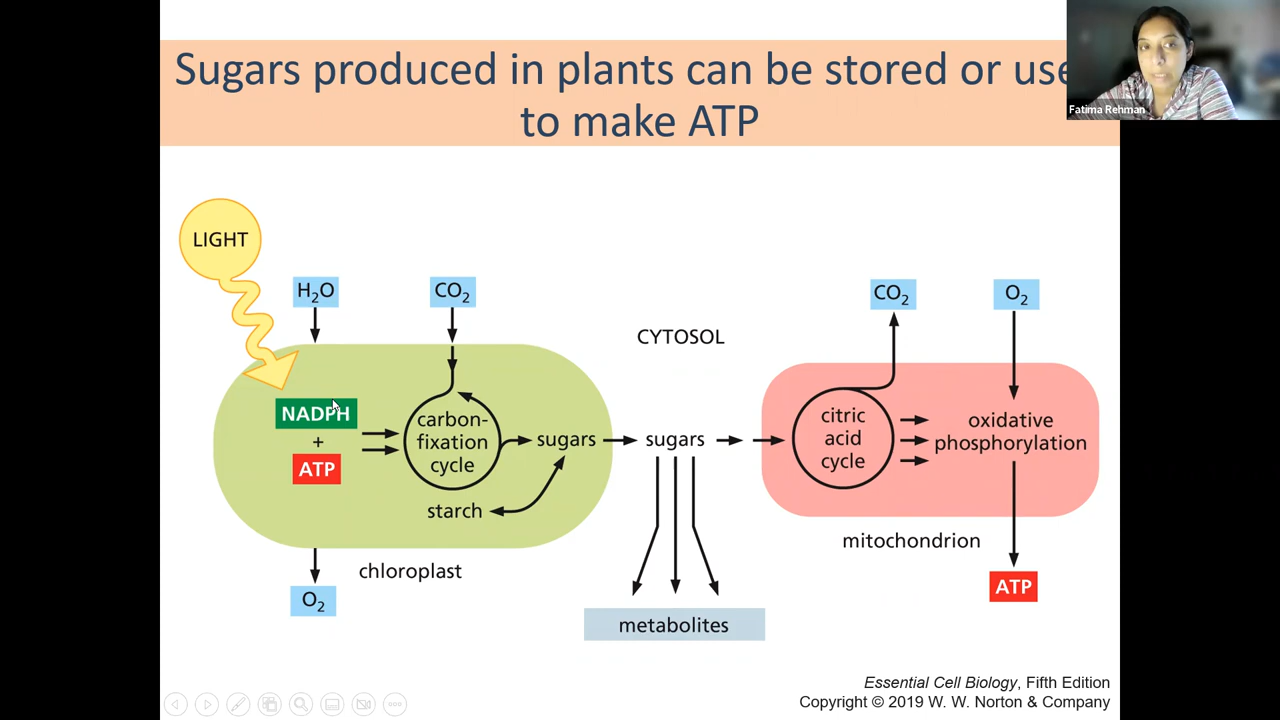 Sugars produced in plants can be stored or use
to make ATP
Fatima Rehman
LIGHT
H₂O
CO₂
CO₂
O₂
CYTOSOL
NADPH
+
ATP
carbon-
fixation
cycle
sugars
starch
sugars
citric
acid
cycle
oxidative
phosphorylation
mitochondrion
chloroplast
O₂
ATP
metabolites
Essential Cell Biology, Fifth Edition
Copyright © 2019 W. W. Norton & Company